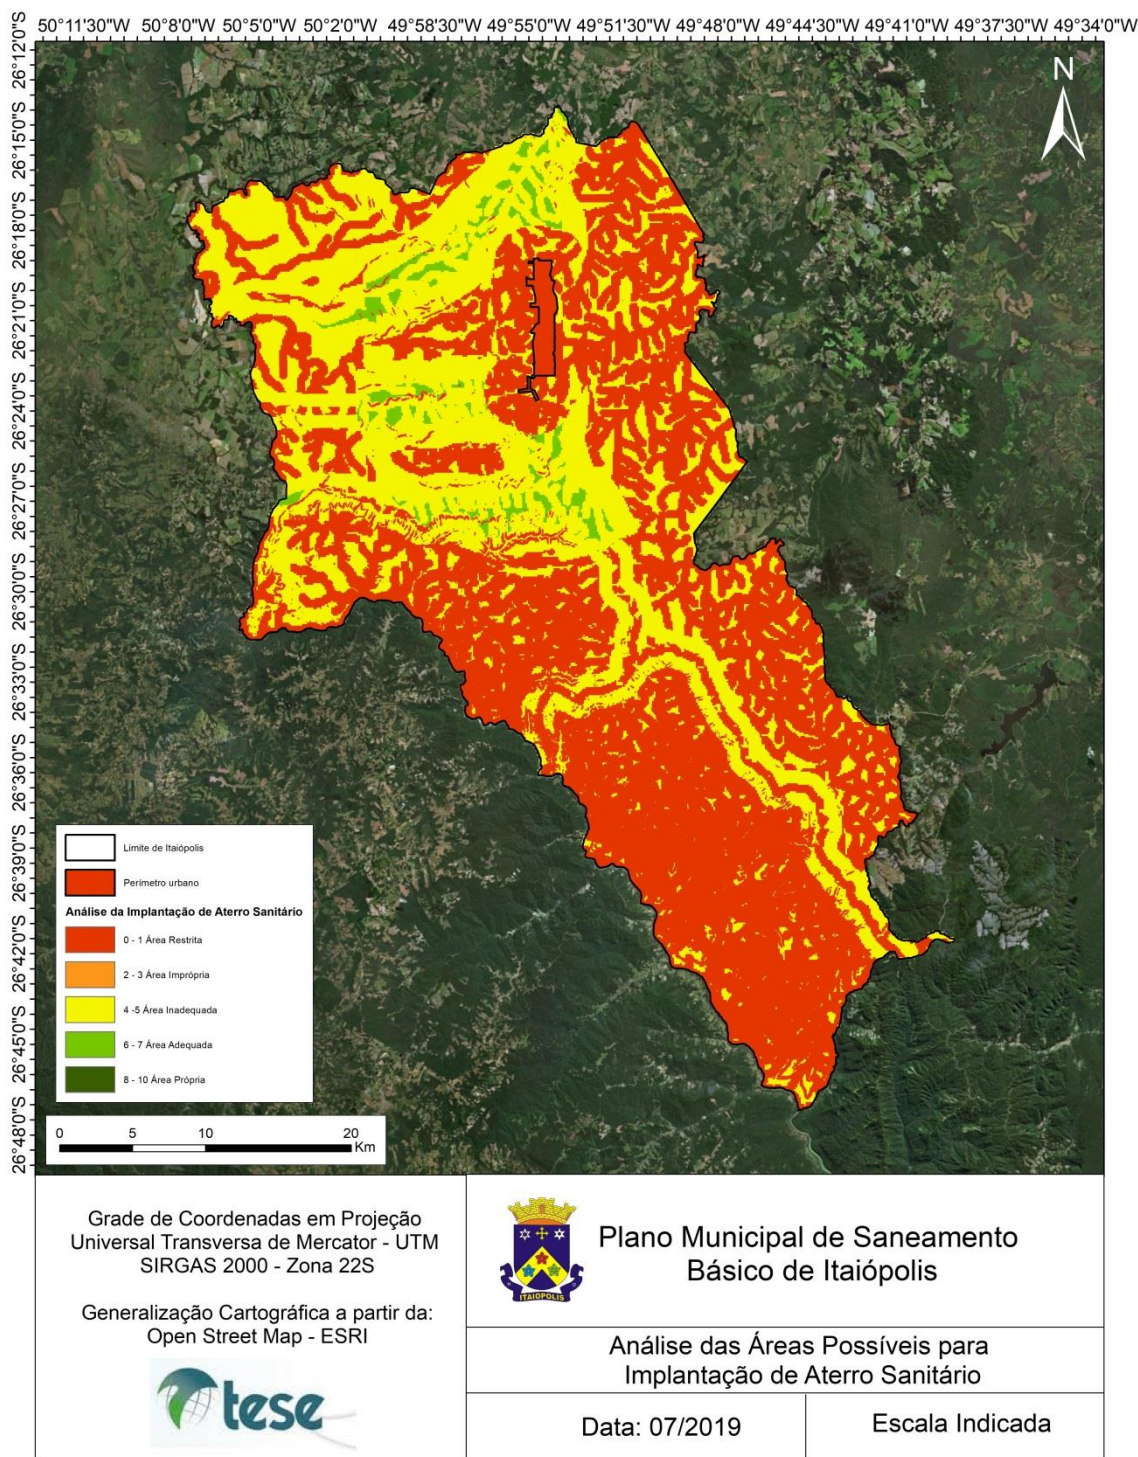 50°11'30"W 50°8'0"W 50°5'0"W 50°2'0"W 49°58'30"W 49°55'0"W 49°51'30"W 49°48'0"W 49°44'30"W 49°41'0"W 49°37'30"W 49°34'0"W
26°12'0"S
26°15'0"S
26°18'0"S
26°21'0"S
26°24'0"S
26°27'0"S
26°30'0"S
26°33'0"S
26°36'0"S
26°39'0"S
26°42'0"S
26°45'0"S
26°48'0"S
N
Limite de Itaiópolis
Perímetro urbano
Análise da Implantação de Aterro Sanitário
0 - 1 Área Restrita
2 - 3 Área Imprópria
4 -5 Área Inadequada
6 - 7 Área Adequada
8 - 10 Área Própria
0 5 10 20
Km
Grade de Coordenadas em Projeção
Universal Transversa de Mercator - UTM
SIRGAS 2000 - Zona 22S
Generalização Cartográfica a partir da:
Open Street Map - ESRI
tese
ITAIÓPOLIS
Plano Municipal de Saneamento
Básico de Itaiópolis
Análise das Áreas Possíveis para
Implantação de Aterro Sanitário
Data: 07/2019
Escala Indicada